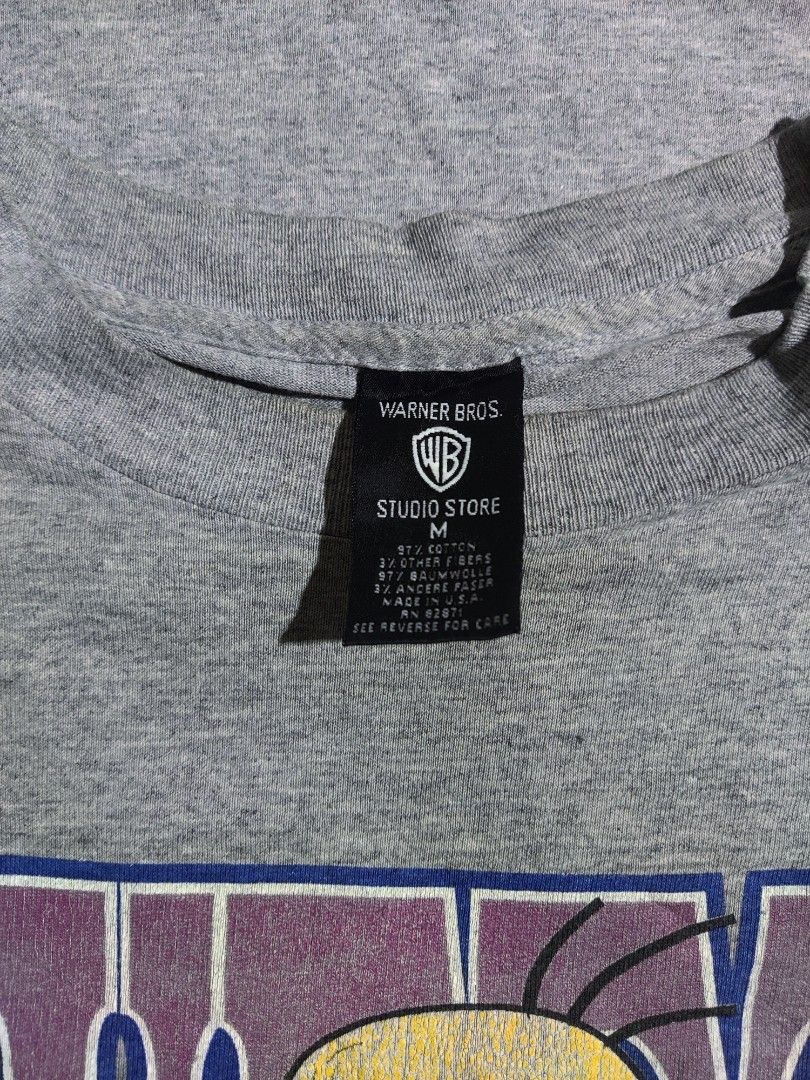 WARNER BROS.
WB
STUDIO STORE
M
97% COTTON
3% OTHER FIBERS
97% BAUMWOLLE
3% ANDERE FASER
MADE IN U.S.A.
RN 82871
SEE REVERSE FOR CARE